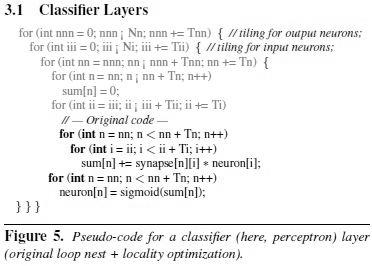 3.1 Classifier Layers
for (int nnn = 0; nnn ¡ Nn; nnn += Tnn) { // tiling for output neurons;
for (int iii = 0; iii ¡ Ni; iii += Tii) { // tiling for input neurons;
for (int nn = nnn; nn ¡ nnn + Tnn; nn += Tn) {
for (int n = nn; n ¡ nn + Tn; n++)
sum[n] = 0;
for (int ii = iii; ii ¡ iii + Tii; ii += Ti)
// — Original code —
for (int n = nn; n < nn + Tn; n++)
for (int i = ii; i < ii + Ti; i++)
sum[n] += synapse[n][i] * neuron[i];
for (int n = nn; n < nn + Tn; n++)
neuron[n] = sigmoid(sum[n]);
} } }
Figure 5. Pseudo-code for a classifier (here, perceptron) layer
(original loop nest + locality optimization).